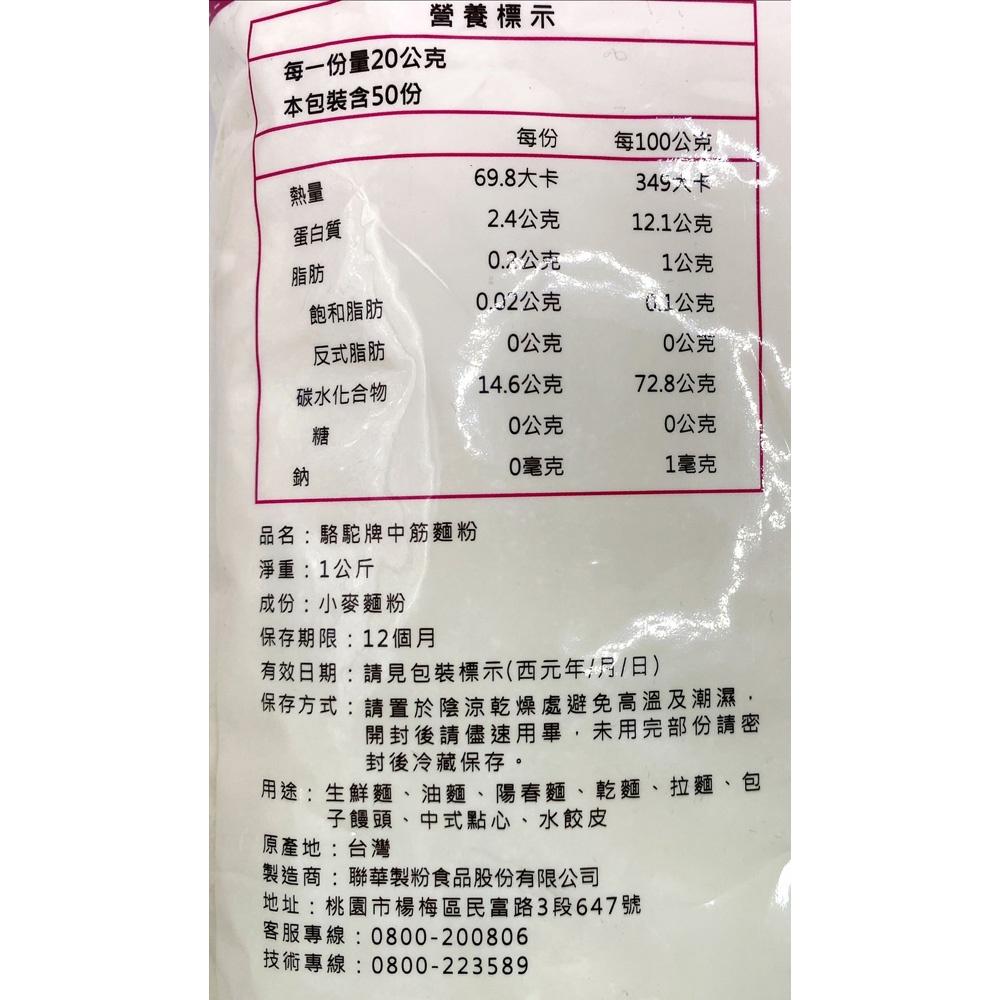 營養標示
每一份量20公克
本包裝含50份
每份 每100公克
熱量 69.8大卡 349大卡
蛋白質 2.4公克 12.1公克
脂肪 0.2公克 1公克
飽和脂肪 0.02公克 0.1公克
反式脂肪 0公克 0公克
碳水化合物 14.6公克 72.8公克
糖 0公克 0公克
鈉 0毫克 1毫克
品名：駱駝牌中筋麵粉
淨重：1公斤
成份：小麥麵粉
保存期限：12個月
有效日期：請見包裝標示(西元年/月/日)
保存方式：請置於陰涼乾燥處避免高溫及潮濕，
開封後請儘速用畢，未用完部份請密
封後冷藏保存。
用途：生鮮麵、油麵、陽春麵、乾麵、拉麵、包
子饅頭、中式點心、水餃皮
原產地：台灣
製造商：聯華製粉食品股份有限公司
地址：桃園市楊梅區民富路3段647號
客服專線：0800-200806
技術專線：0800-223589